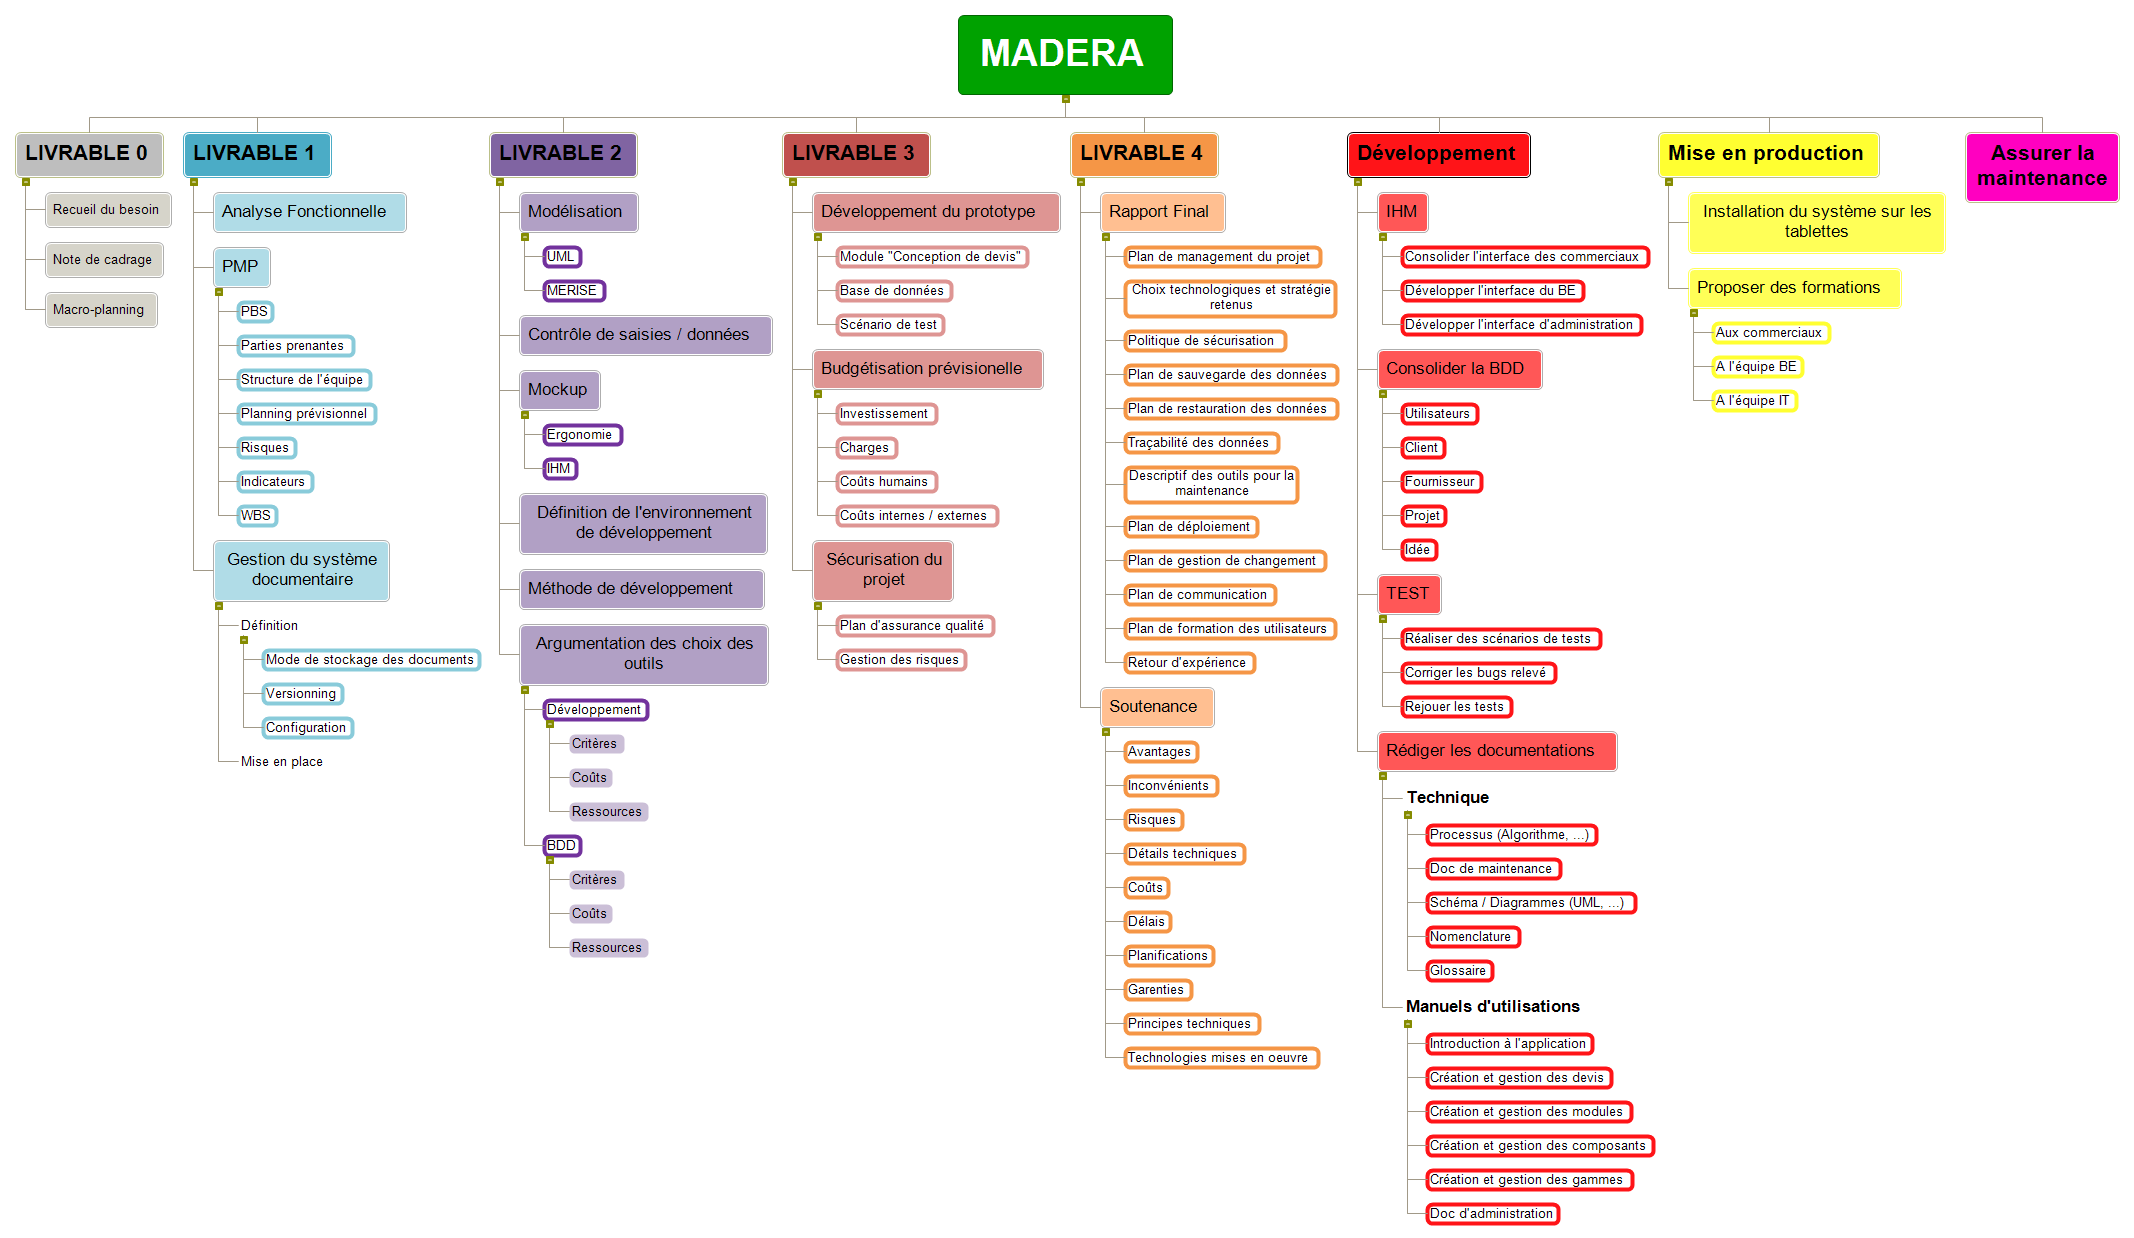 MADERA
LIVRABLE 0
Recueil du besoin
Note de cadrage
Macro-planning
LIVRABLE 1
Analyse Fonctionnelle
PMP
PBS
Parties prenantes
Structure de l'équipe
Planning prévisionnel
Risques
Indicateurs
WBS
Gestion du système
documentaire
Définition
Mode de stockage des documents
Versionning
Configuration
Mise en place
LIVRABLE 2
Modélisation
UML
MERISE
Contrôle de saisies / données
Mockup
Ergonomie
IHM
Définition de l'environnement
de développement
Méthode de développement
Argumentation des choix des
outils
Développement
Critères
Coûts
Ressources
BDD
Critères
Coûts
Ressources
LIVRABLE 3
Développement du prototype
Module "Conception de devis"
Base de données
Scénario de test
Budgétisation prévisionelle
Investissement
Charges
Coûts humains
Coûts internes / externes
Sécurisation du
projet
Plan d'assurance qualité
Gestion des risques
LIVRABLE 4
Rapport Final
Plan de management du projet
Choix technologiques et stratégie
retenus
Politique de sécurisation
Plan de sauvegarde des données
Plan de restauration des données
Traçabilité des données
Descriptif des outils pour la
maintenance
Plan de déploiement
Plan de gestion de changement
Plan de communication
Plan de formation des utilisateurs
Retour d'expérience
Soutenance
Avantages
Inconvénients
Risques
Détails techniques
Coûts
Délais
Planifications
Garenties
Principes techniques
Technologies mises en oeuvre
Développement
IHM
Consolider l'interface des commerciaux
Développer l'interface du BE
Développer l'interface d'administration
Consolider la BDD
Utilisateurs
Client
Fournisseur
Projet
Idée
TEST
Réaliser des scénarios de tests
Corriger les bugs relevé
Rejouer les tests
Rédiger les documentations
Technique
Processus (Algorithme, ...)
Doc de maintenance
Schéma / Diagrammes (UML, ...)
Nomenclature
Glossaire
Manuels d'utilisations
Introduction à l'application
Création et gestion des devis
Création et gestion des modules
Création et gestion des composants
Création et gestion des gammes
Doc d'administration
Mise en production
Installation du système sur les
tablettes
Proposer des formations
Aux commerciaux
A l'équipe BE
A l'équipe IT
Assurer la
maintenance